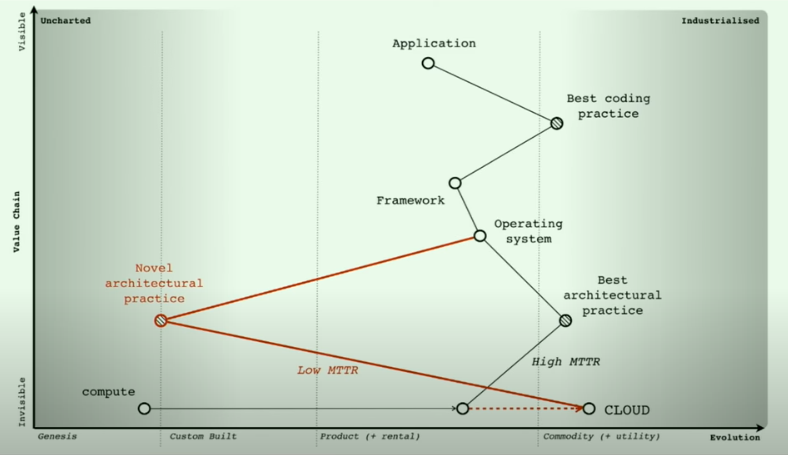 Visible
Uncharted
Industrialised
Application
Best coding
practice
Framework
Value Chain
Operating
system
Novel
architectural
practice
Best
architectural
practice
High MTTR
Low MTTR
Invisible
compute
CLOUD
Genesis
Custom Built
Product (+ rental)
Commodity (+ utility)
Evolution